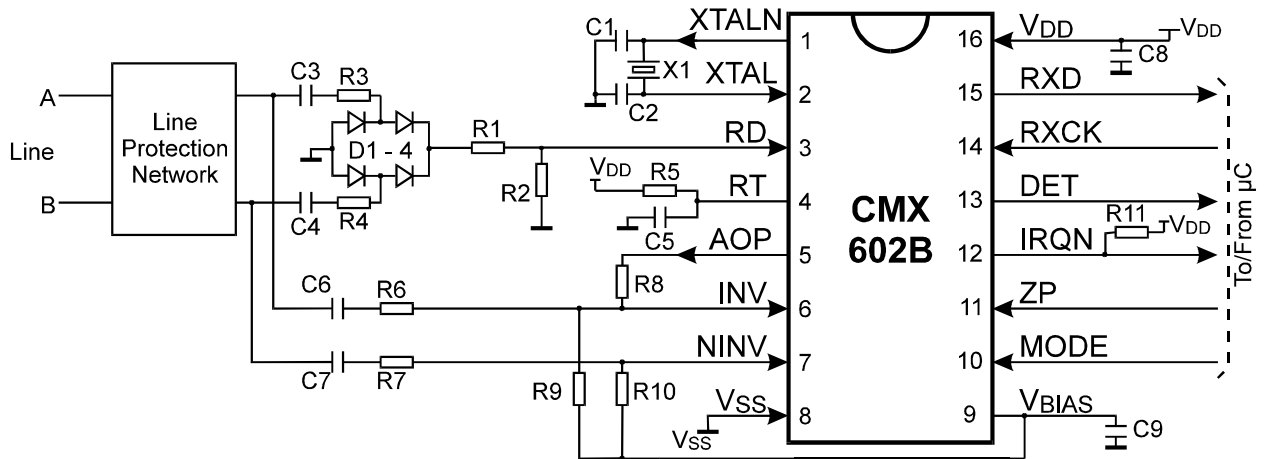 C1
XTALN
1
16
VDD
VDD
C8
X1
C3
R3
XTAL
2
15
RXD
C2
A
Line
Protection
Network
Line
B
D1 - 4
R1
RD
3
14
RXCK
R2
VDD
R5
RT
4
13
DET
C4
R4
C5
CMX
602B
R11
VDD
AOP
5
12
IRQN
To/From µC
R8
C6
R6
INV
6
11
ZP
C7
R7
NINV
7
10
MODE
R9
R10
VSS
VSS
8
9
VBIAS
C9